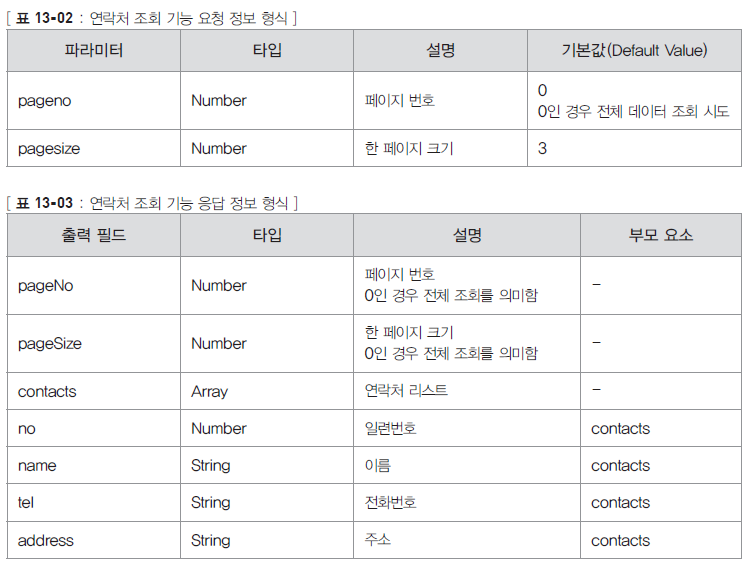 [ 표 13-02 : 연락처 조회 기능 요청 정보 형식 ]
파라미터 타입 설명 기본값(Default Value)
pageno Number 페이지 번호 0
0인 경우 전체 데이터 조회 시도
pagesize Number 한 페이지 크기 3
[ 표 13-03 : 연락처 조회 기능 응답 정보 형식 ]
출력 필드 타입 설명 부모 요소
pageNo Number 페이지 번호 –
0인 경우 전체 조회를 의미함
pageSize Number 한 페이지 크기 –
0인 경우 전체 조회를 의미함
contacts Array 연락처 리스트 –
no Number 일련번호 contacts
name String 이름 contacts
tel String 전화번호 contacts
address String 주소 contacts